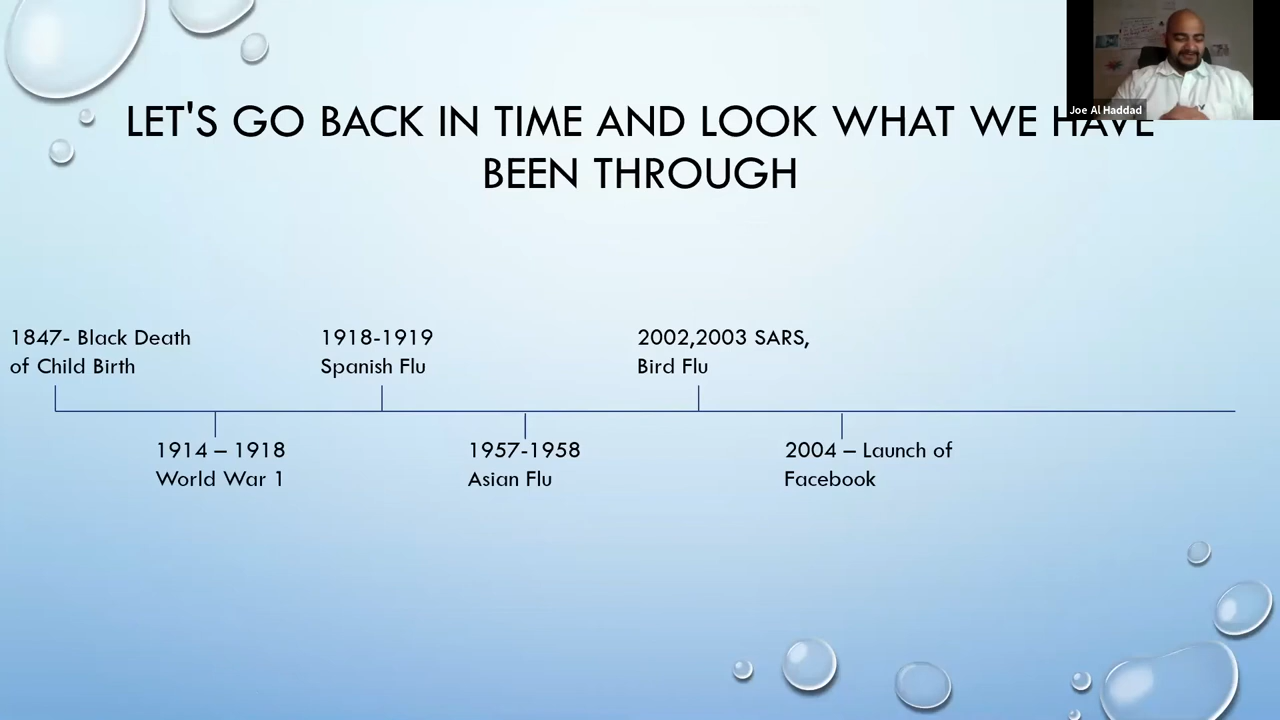 LET'S GO BACK IN TIME AND LOOK WHAT WE HAVE
BEEN THROUGH
Joe Al Haddad
1847- Black Death
of Child Birth
1918-1919
Spanish Flu
2002,2003 SARS,
Bird Flu
1914 – 1918
World War 1
1957-1958
Asian Flu
2004 – Launch of
Facebook